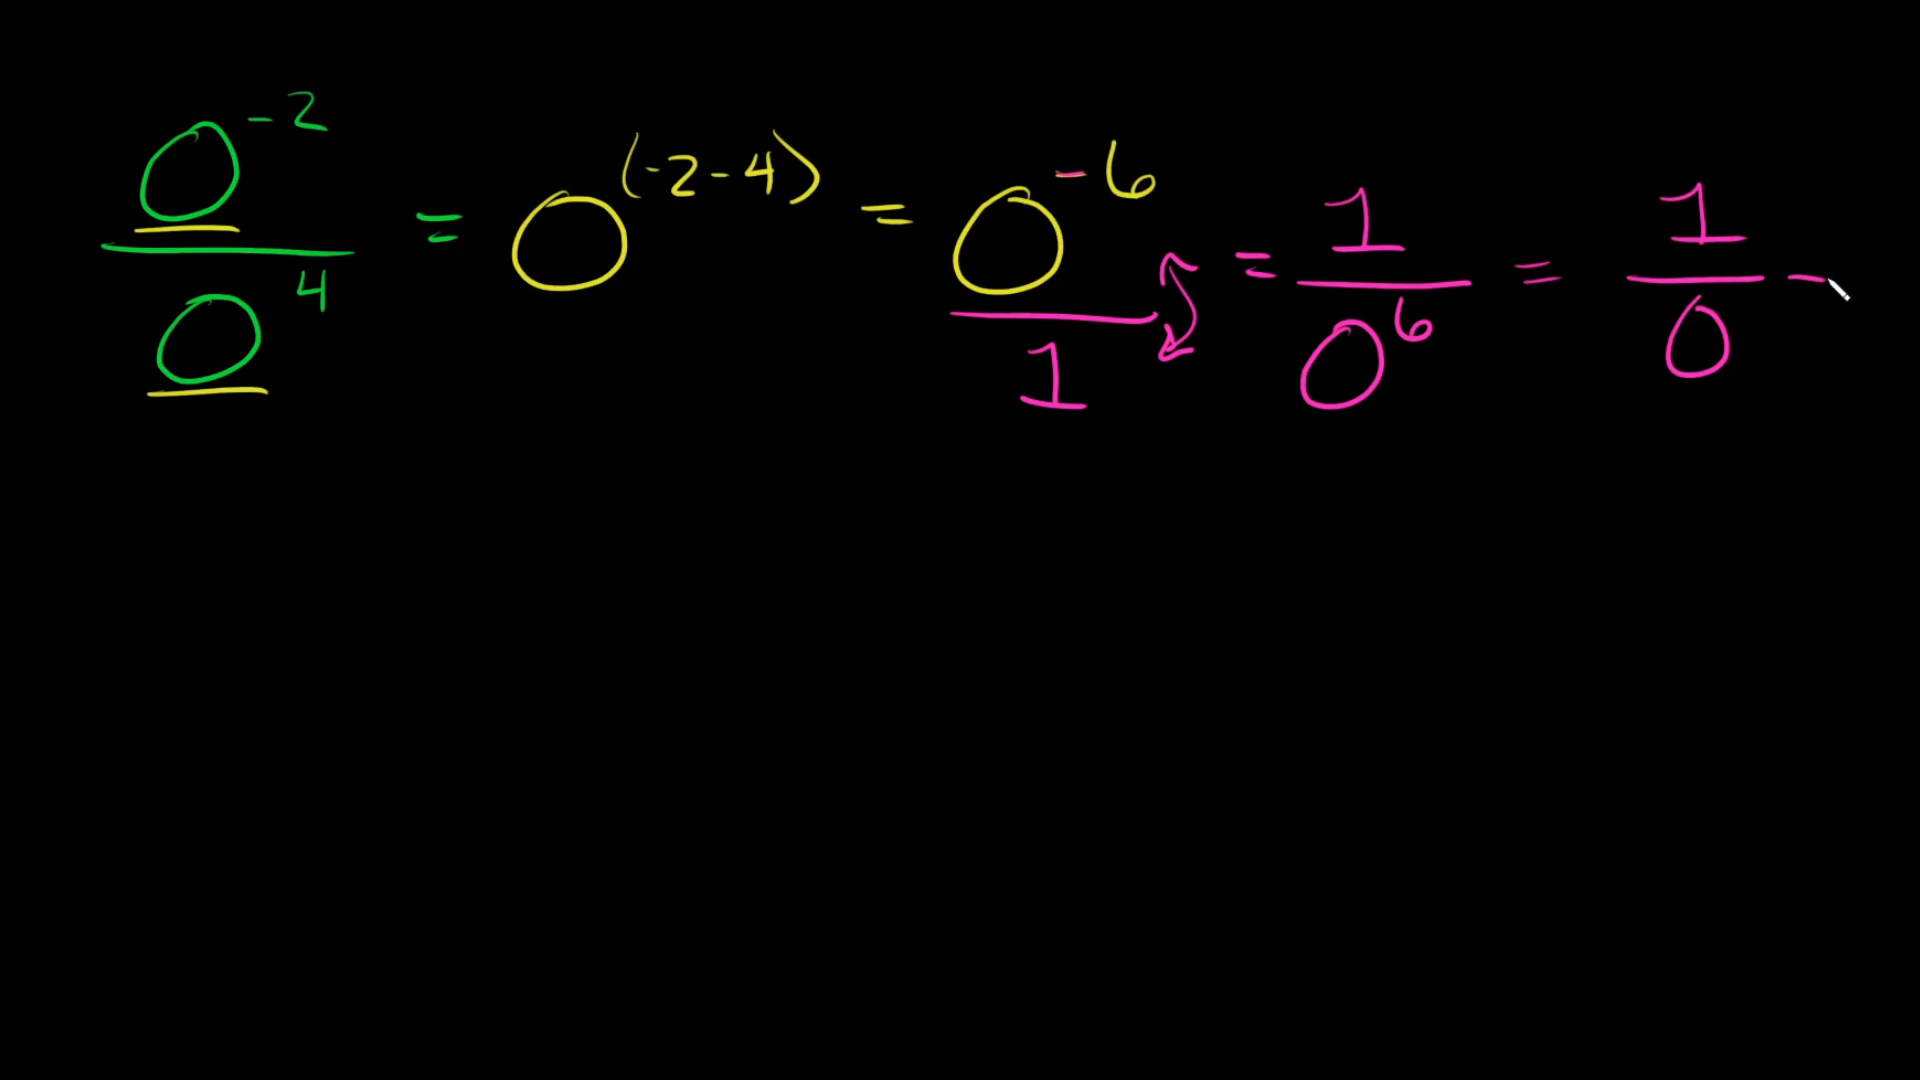 0^-2 / 0^4 = 0^(-2-4) = 0^-6 / 1 = 1 / 0^6 = 1 / 0 -